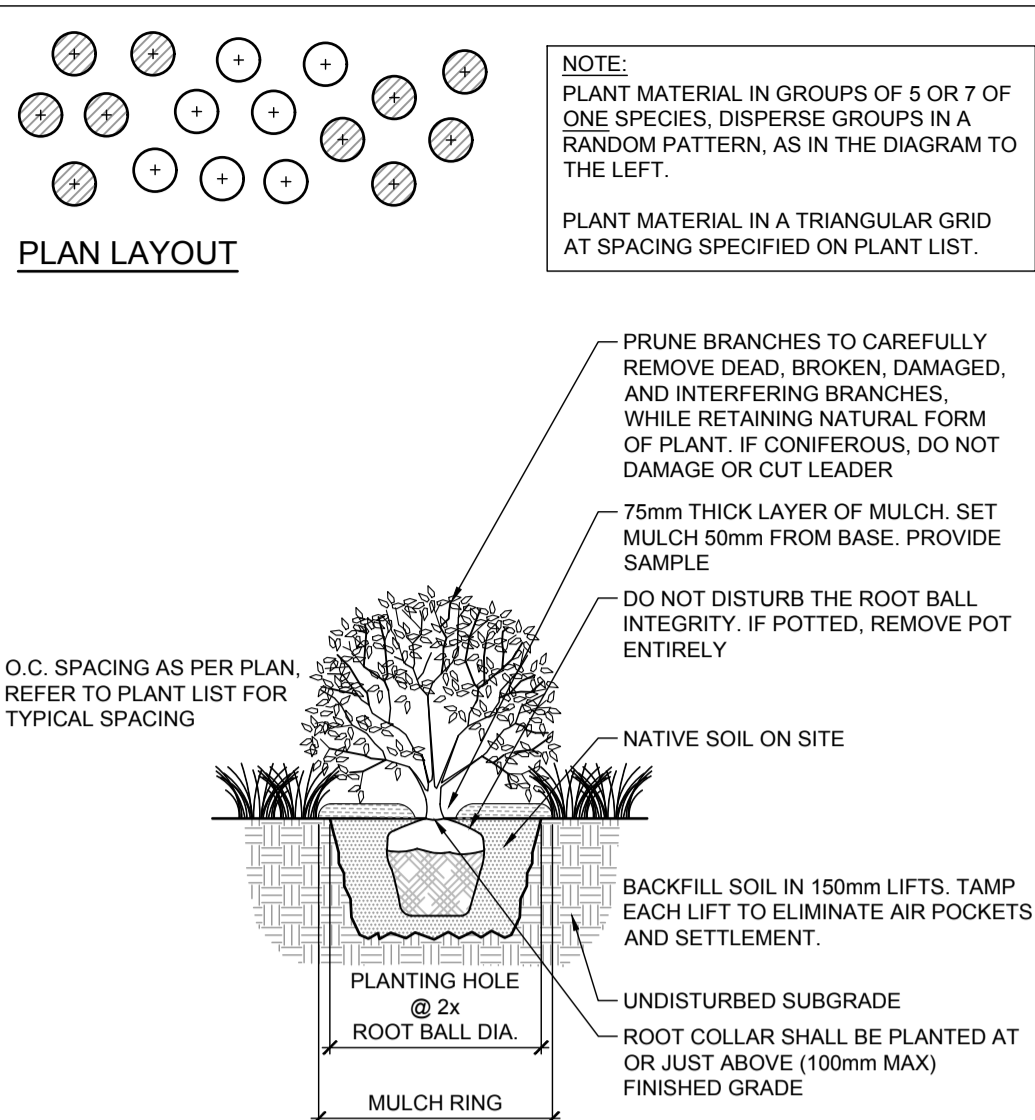 PLAN LAYOUT
NOTE:
PLANT MATERIAL IN GROUPS OF 5 OR 7 OF
ONE SPECIES, DISPERSE GROUPS IN A
RANDOM PATTERN, AS IN THE DIAGRAM TO
THE LEFT.
PLANT MATERIAL IN A TRIANGULAR GRID
AT SPACING SPECIFIED ON PLANT LIST.
PRUNE BRANCHES TO CAREFULLY
REMOVE DEAD, BROKEN, DAMAGED,
AND INTERFERING BRANCHES,
WHILE RETAINING NATURAL FORM
OF PLANT. IF CONIFEROUS, DO NOT
DAMAGE OR CUT LEADER
75mm THICK LAYER OF MULCH. SET
MULCH 50mm FROM BASE. PROVIDE
SAMPLE
DO NOT DISTURB THE ROOT BALL
INTEGRITY. IF POTTED, REMOVE POT
ENTIRELY
O.C. SPACING AS PER PLAN,
REFER TO PLANT LIST FOR
TYPICAL SPACING
NATIVE SOIL ON SITE
BACKFILL SOIL IN 150mm LIFTS. TAMP
EACH LIFT TO ELIMINATE AIR POCKETS
AND SETTLEMENT.
UNDISTURBED SUBGRADE
ROOT COLLAR SHALL BE PLANTED AT
OR JUST ABOVE (100mm MAX)
FINISHED GRADE
PLANTING HOLE
@ 2x
ROOT BALL DIA.
MULCH RING